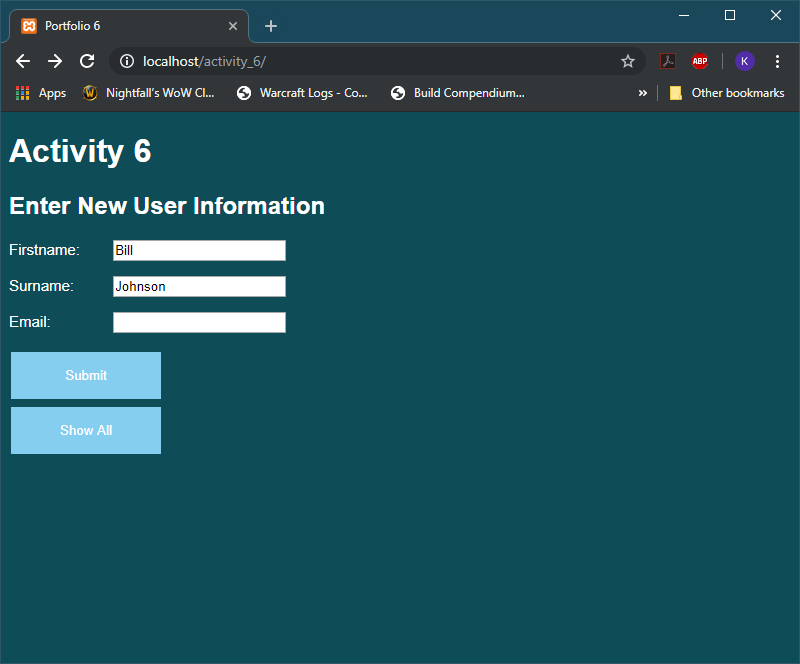 Portfolio 6
localhost/activity_6/
ABP
K
Apps
Nightfall's WoW Cl...
Warcraft Logs - Co...
Build Compendium...
»
Other bookmarks
Activity 6
Enter New User Information
Firstname: Bill
Surname: Johnson
Email:
Submit
Show All